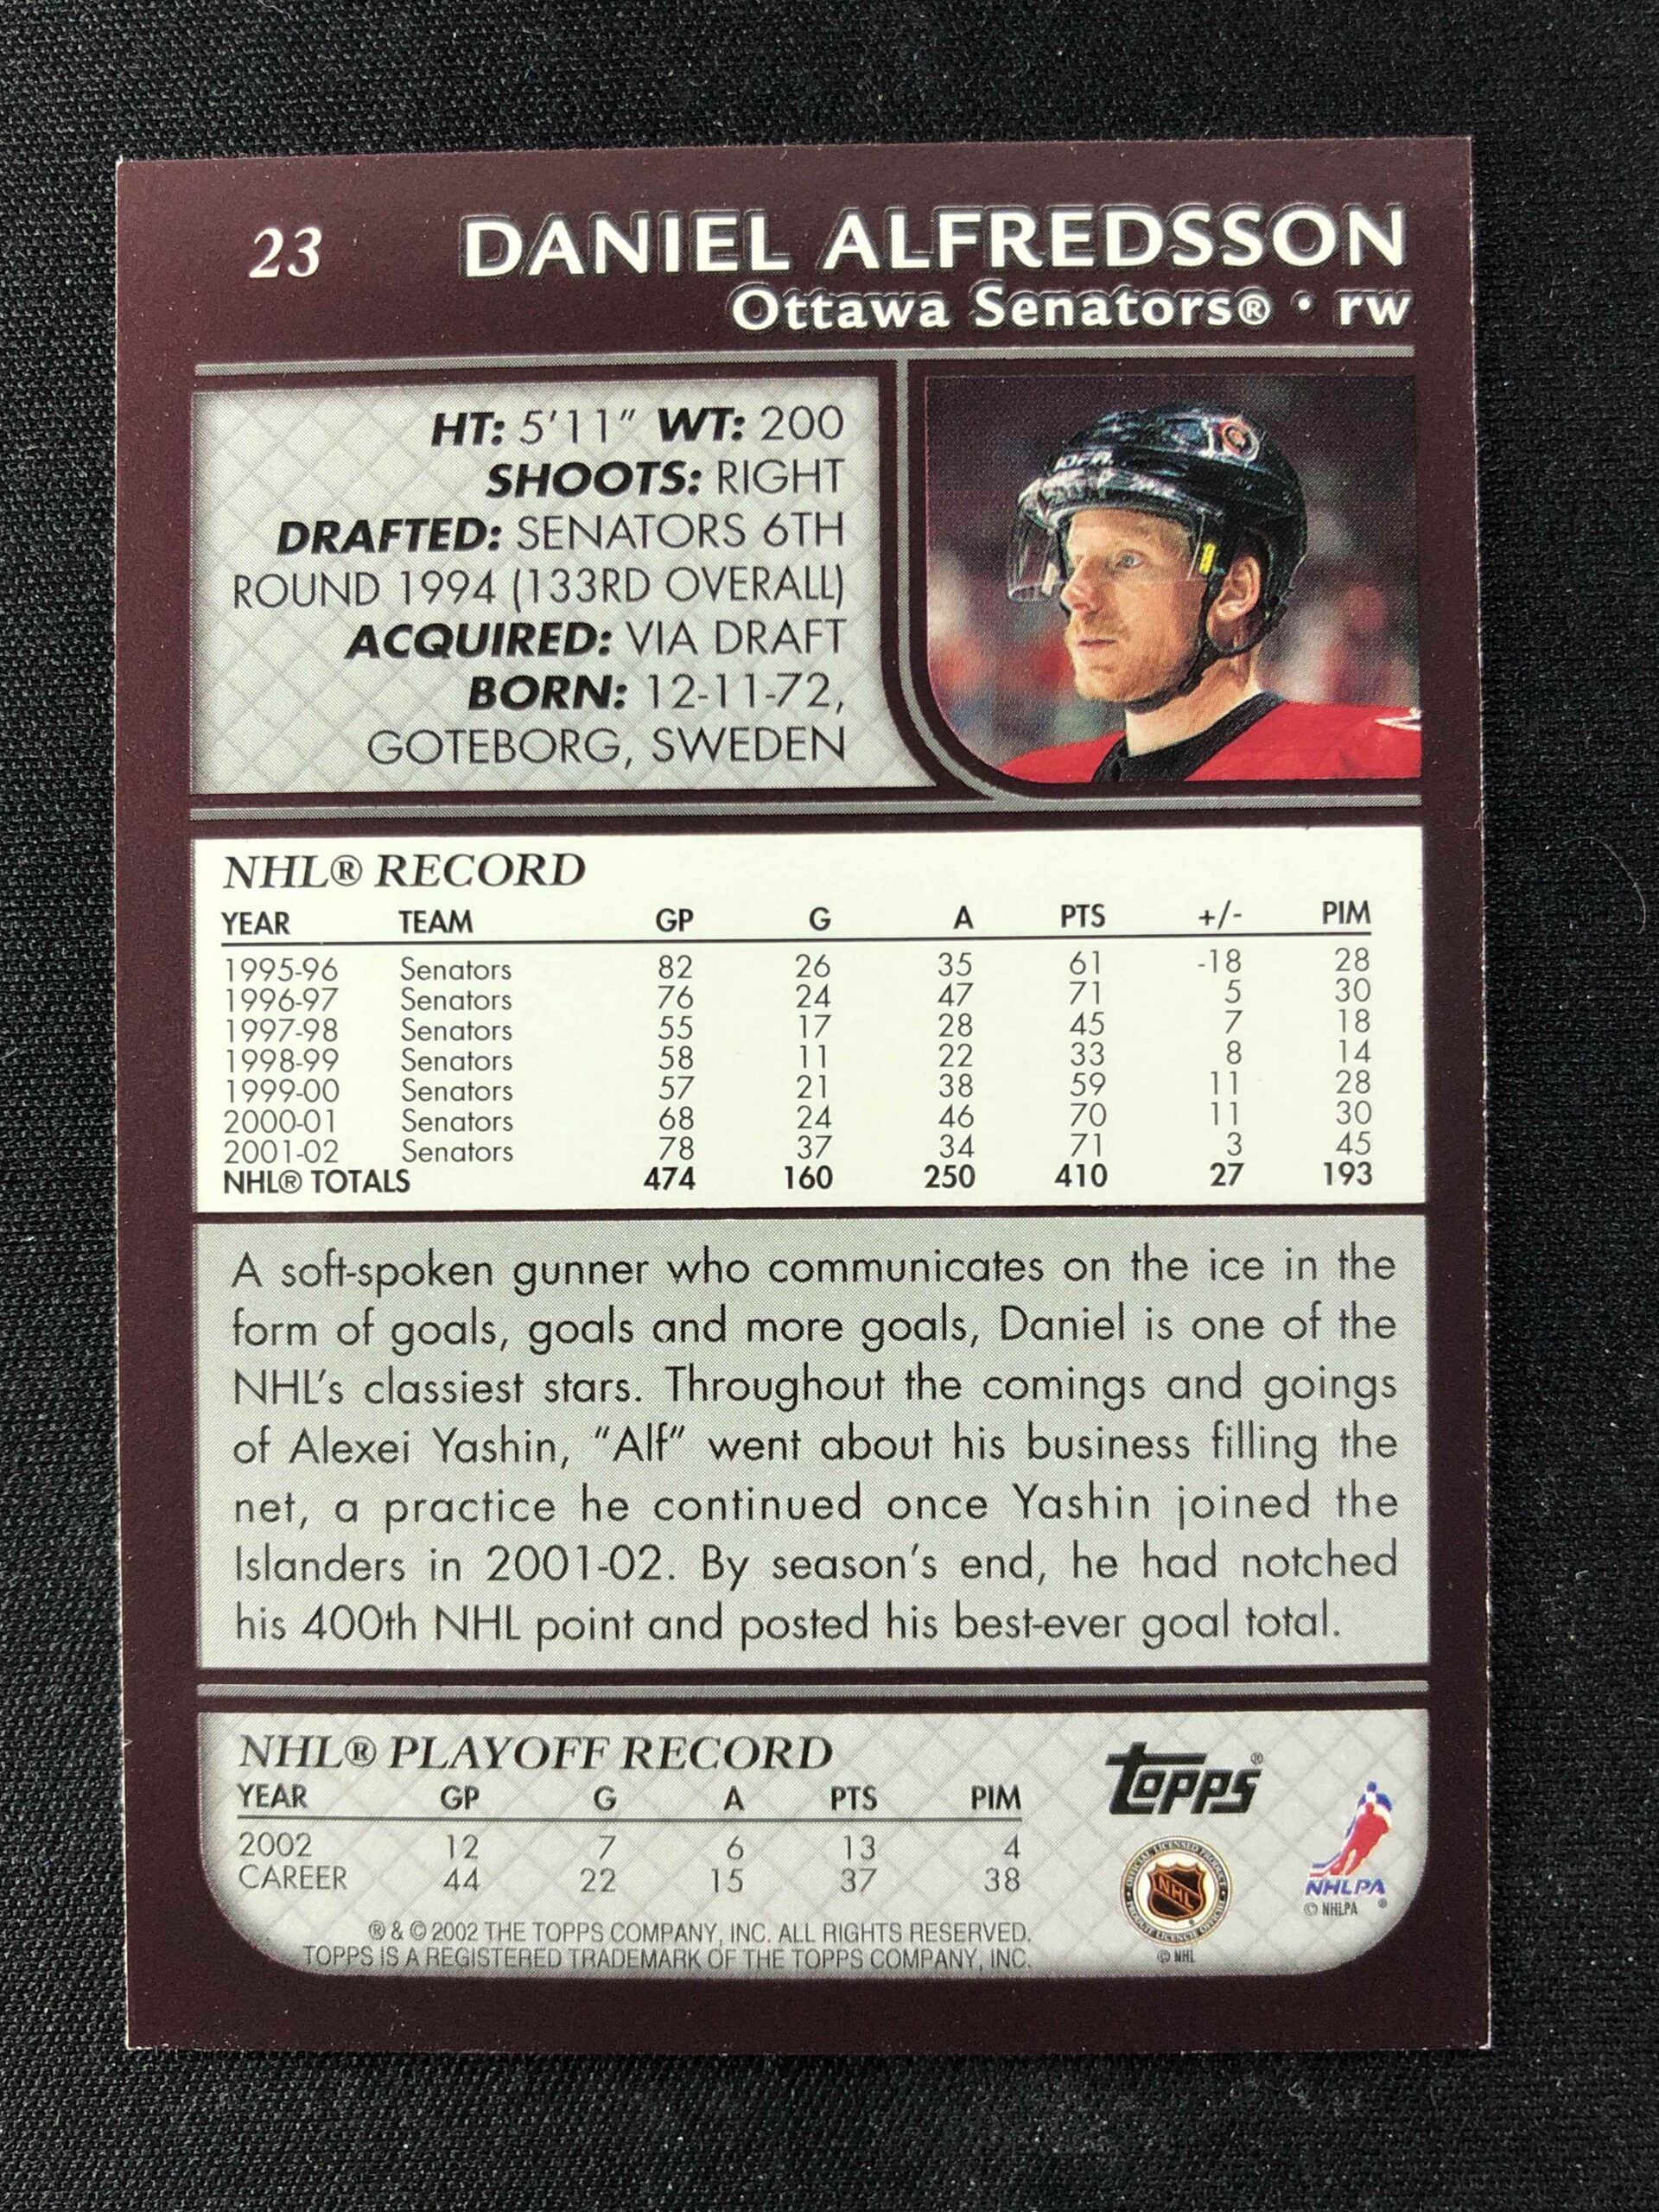 23 DANIEL ALFREDSSON
Ottawa Senators® • rw
HT: 5'11" WT: 200
SHOOTS: RIGHT
DRAFTED: SENATORS 6TH
ROUND 1994 (133RD OVERALL)
ACQUIRED: VIA DRAFT
BORN: 12-11-72,
GOTEBORG, SWEDEN
NHL® RECORD
YEAR TEAM GP G A PTS +/- PIM
1995-96 Senators 82 26 35 61 -18 28
1996-97 Senators 76 24 47 71 5 30
1997-98 Senators 55 17 28 45 7 18
1998-99 Senators 58 11 22 33 8 14
1999-00 Senators 57 21 38 59 11 28
2000-01 Senators 68 24 46 70 11 30
2001-02 Senators 78 37 34 71 3 45
NHL® TOTALS 474 160 250 410 27 193
A soft-spoken gunner who communicates on the ice in the
form of goals, goals and more goals, Daniel is one of the
NHL's classiest stars. Throughout the comings and goings
of Alexei Yashin, "Alf" went about his business filling the
net, a practice he continued once Yashin joined the
Islanders in 2001-02. By season's end, he had notched
his 400th NHL point and posted his best-ever goal total.
NHL® PLAYOFF RECORD
YEAR GP G A PTS PIM
2002 12 7 6 13 4
CAREER 44 22 15 37 38
® & © 2002 THE TOPPS COMPANY, INC. ALL RIGHTS RESERVED.
TOPPS IS A REGISTERED TRADEMARK OF THE TOPPS COMPANY, INC.
topps®
NHL
© NHL
NHLPA
© NHLPA ®